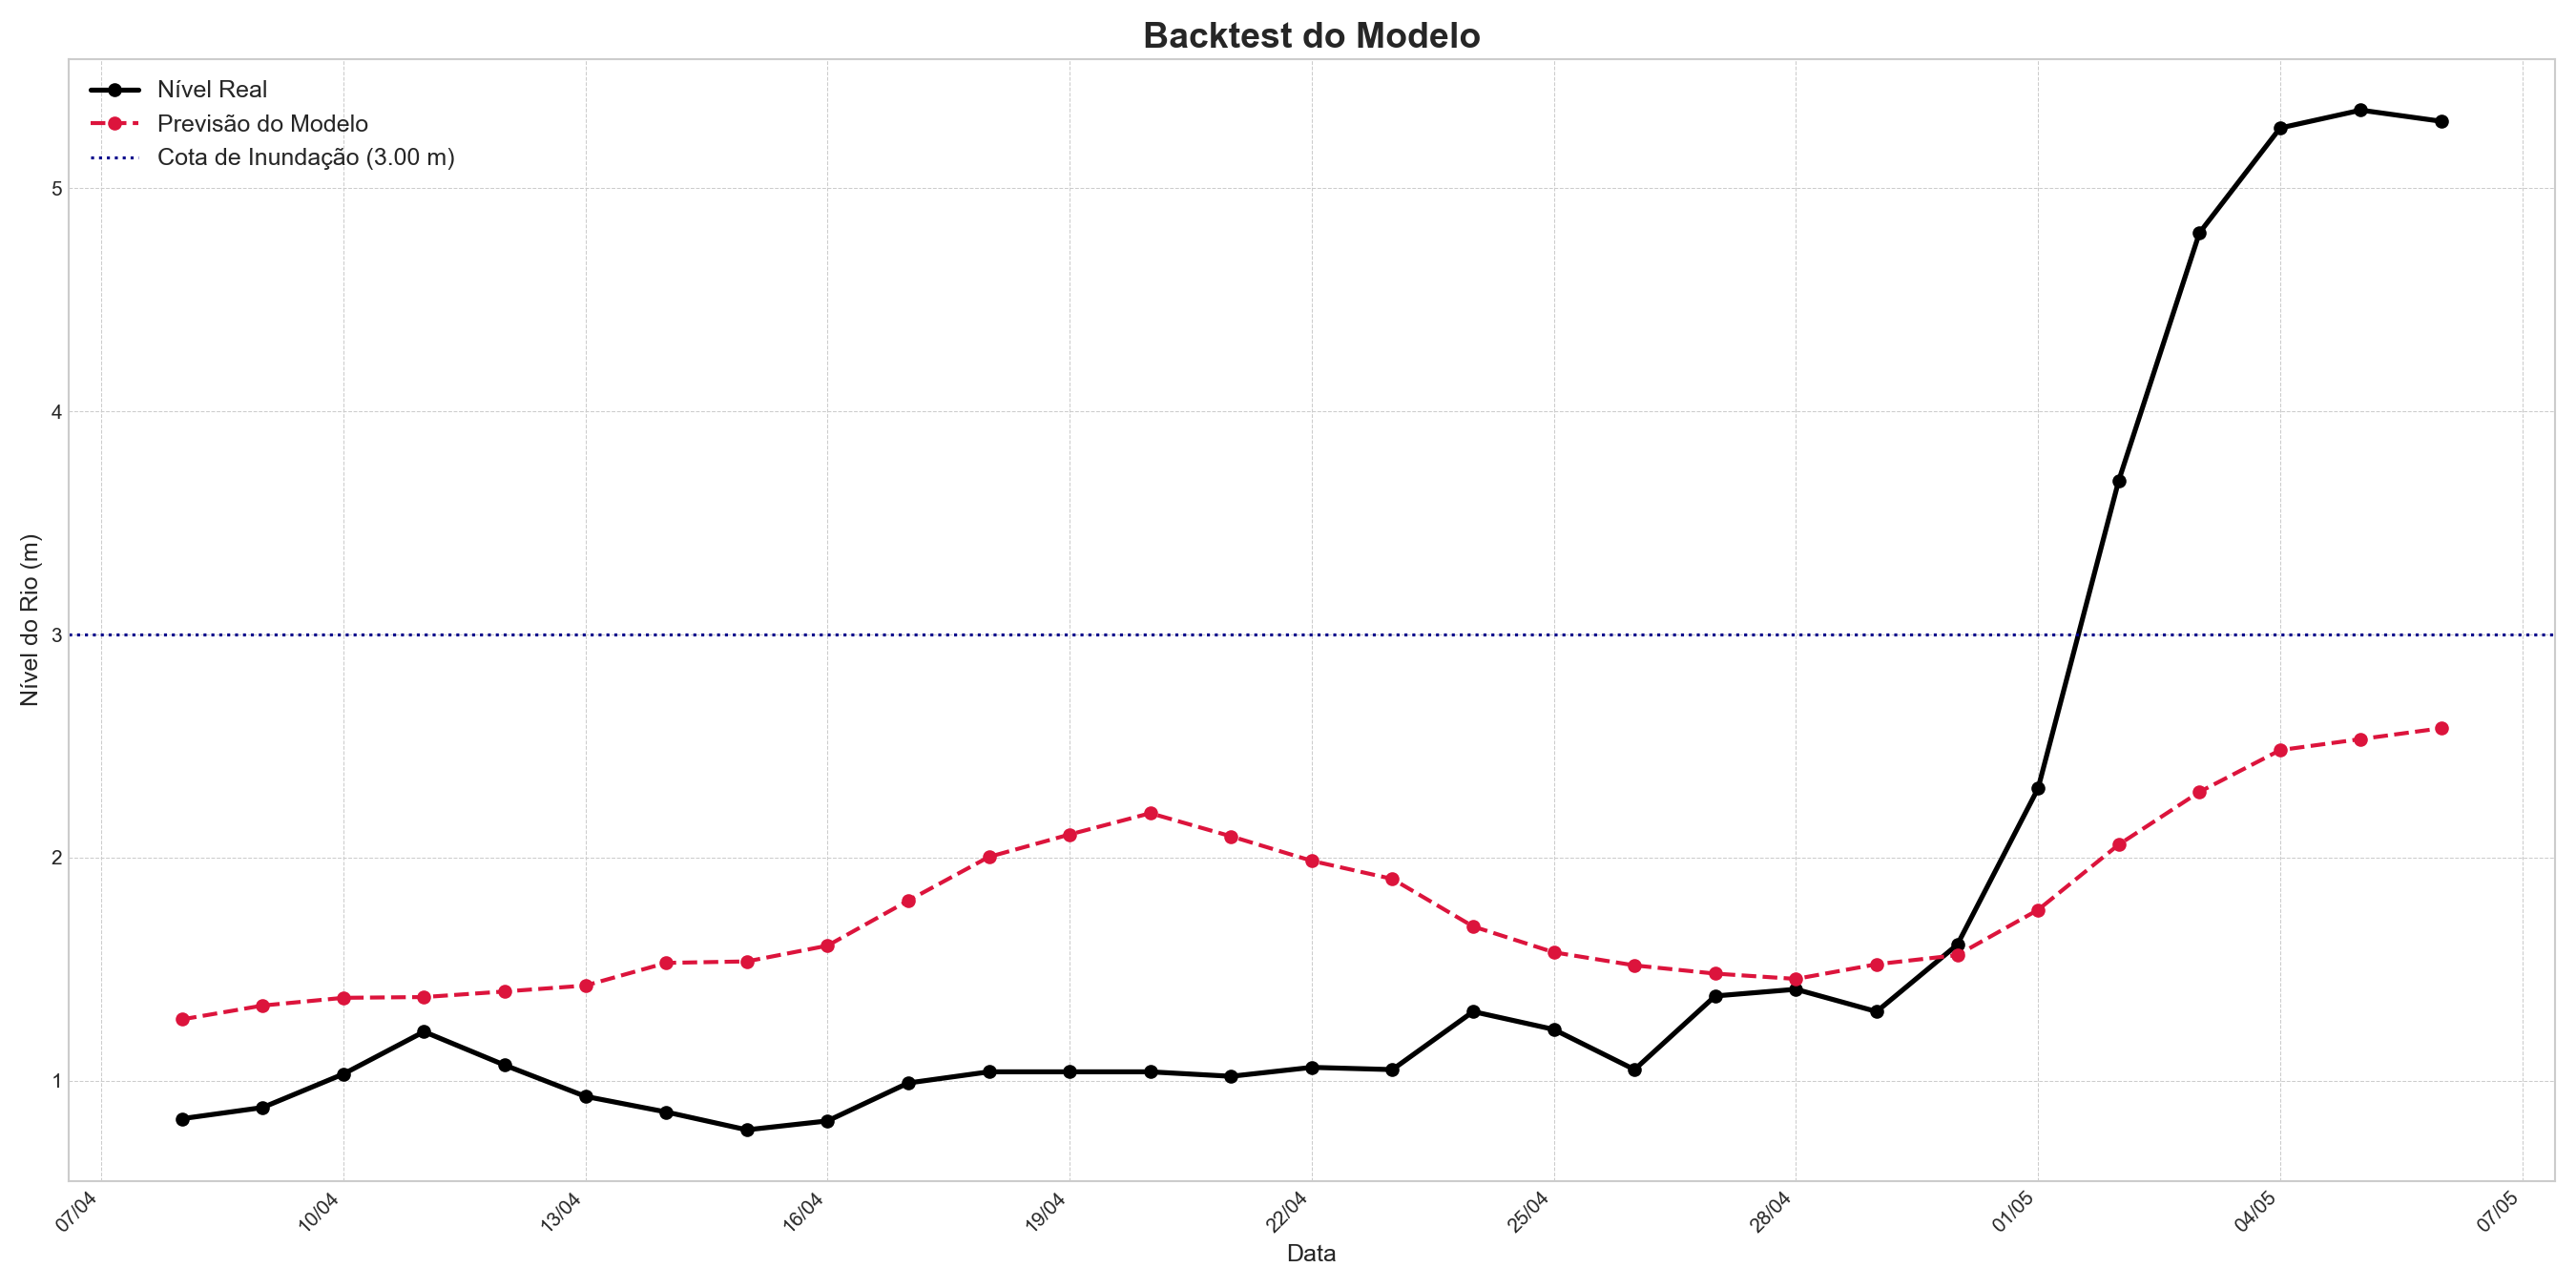 Backtest do Modelo
Nível Real
Previsão do Modelo
Cota de Inundação (3.00 m)
Nível do Rio (m)
5
4
3
2
1
07/04
10/04
13/04
16/04
19/04
22/04
25/04
28/04
01/05
04/05
07/05
Data